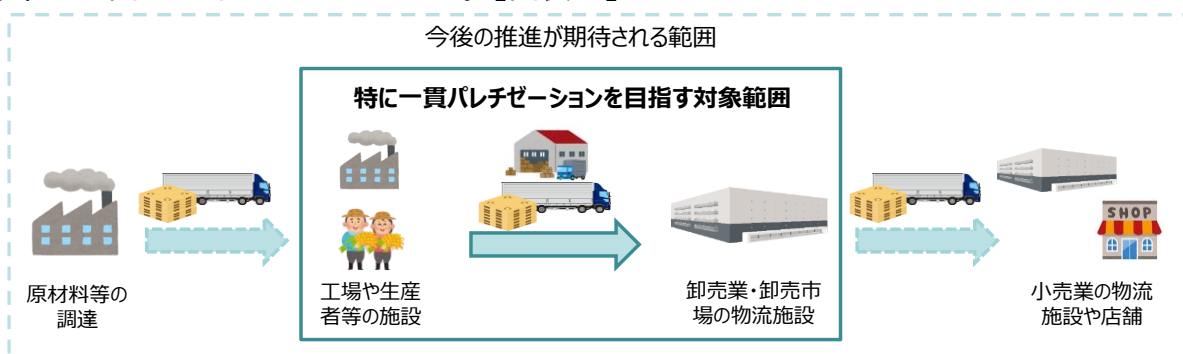 今後の推進が期待される範囲
特に一貫パレチゼーションを目指す対象範囲
SHOP
原材料等の
調達
工場や生産
者等の施設
卸売業・卸売市
場の物流施設
小売業の物流
施設や店舗